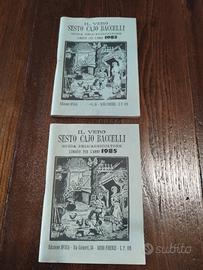 IL VERO
SESTO CAJO BACCELLI
GUIDA DELL'AGRICOLTORE
LUNARIO PER L'ANNO 1983
IL VERO
SESTO CAJO BACCELLI
GUIDA DELL'AGRICOLTORE
LUNARIO PER L'ANNO 1985
subito